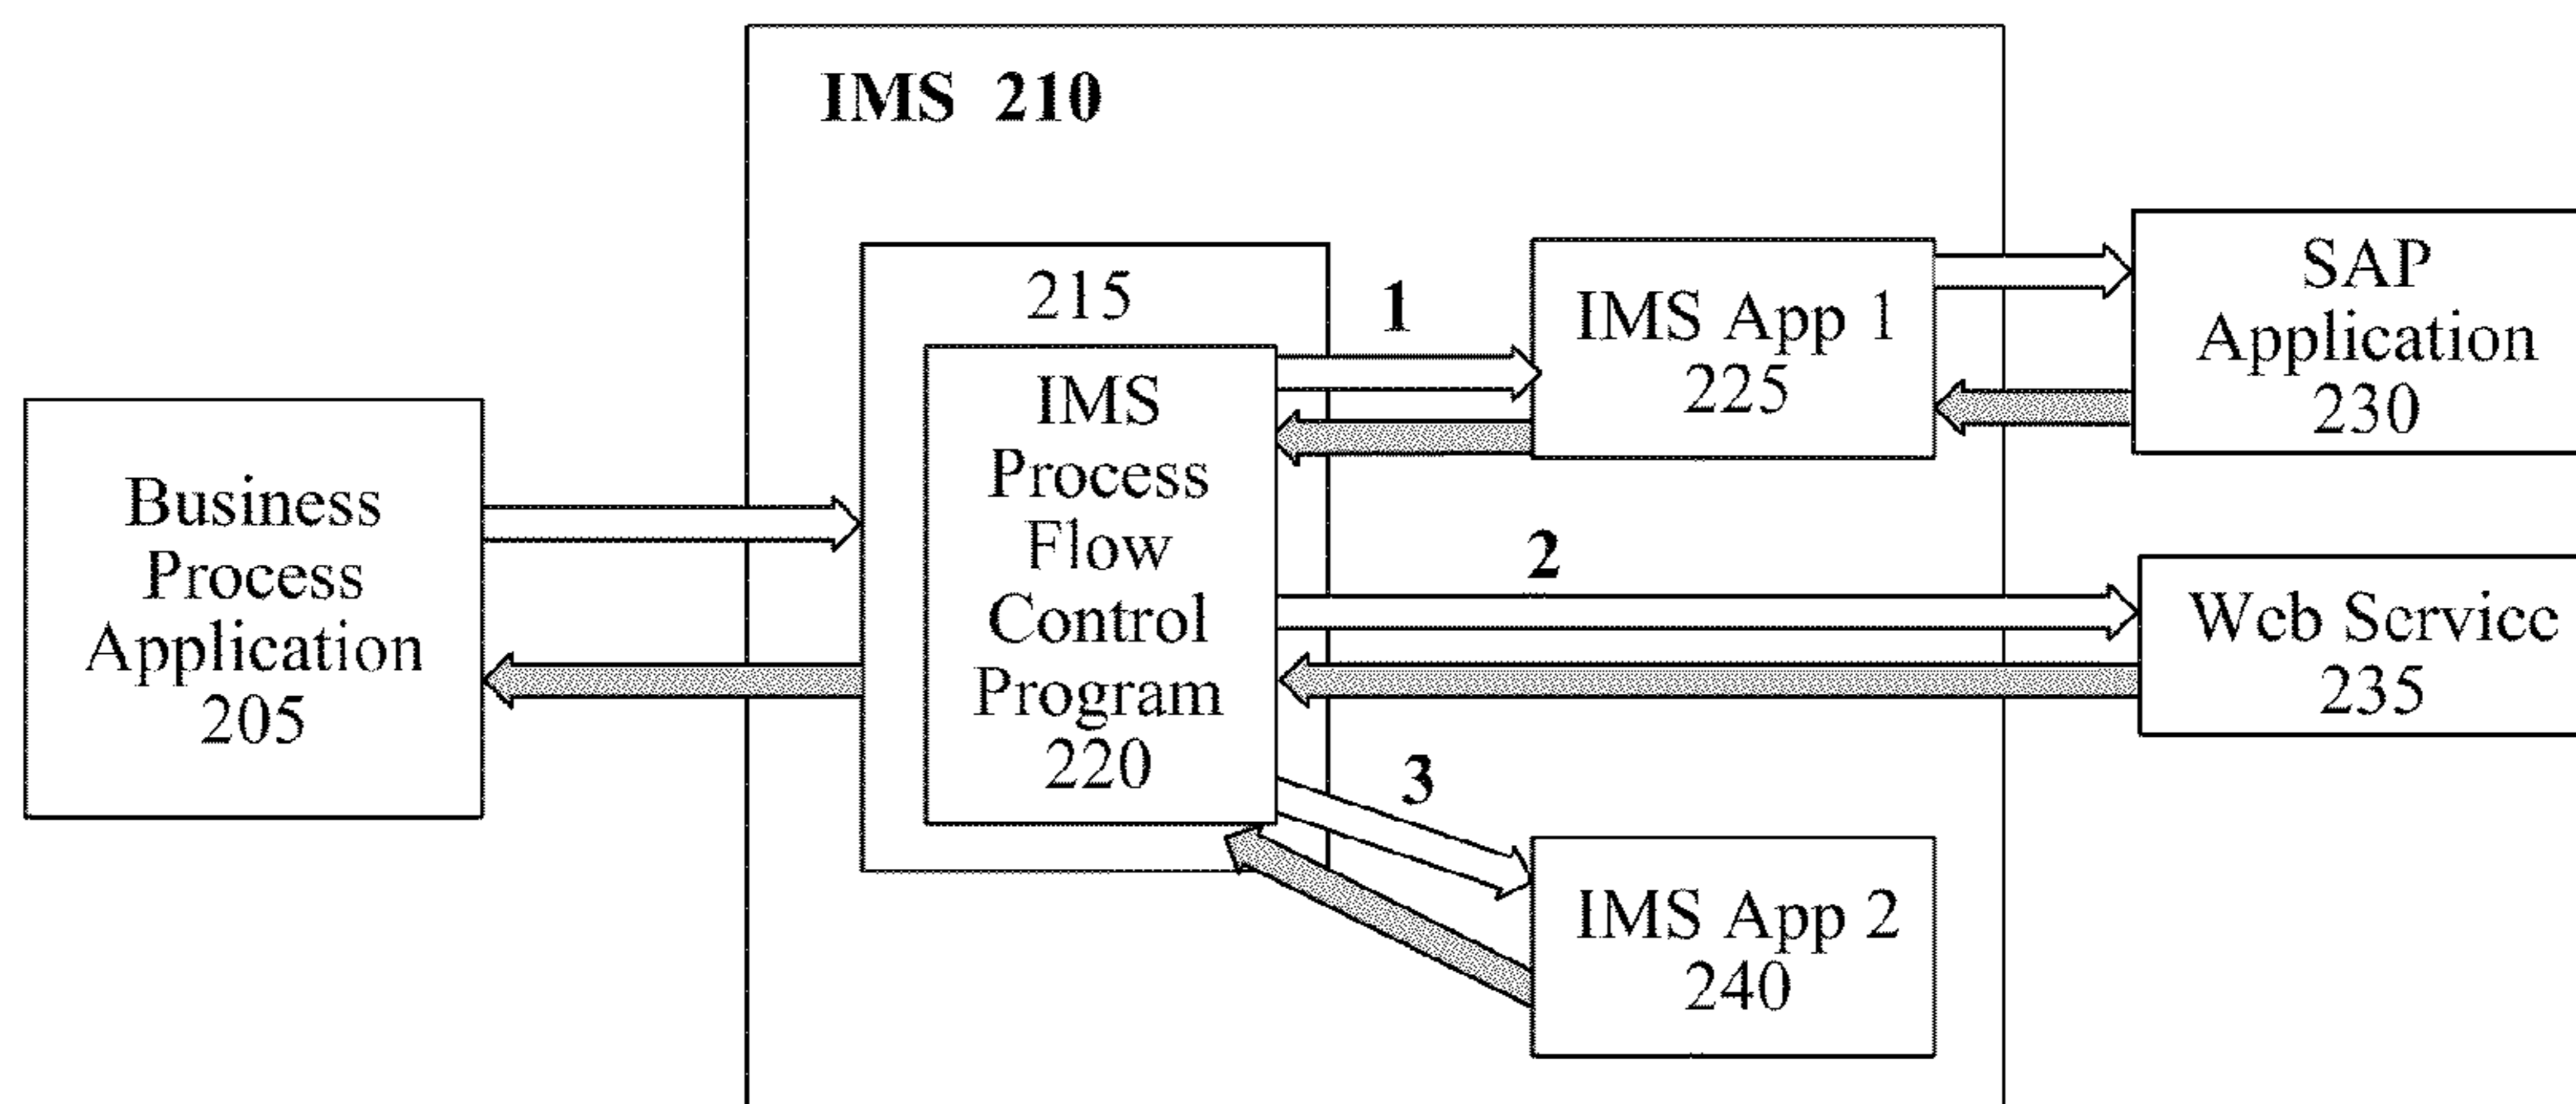 IMS 210
215
1
IMS App 1
225
SAP
Application
230
IMS
Process
Flow
Control
Program
220
Business
Process
Application
205
2
Web Service
235
3
IMS App 2
240